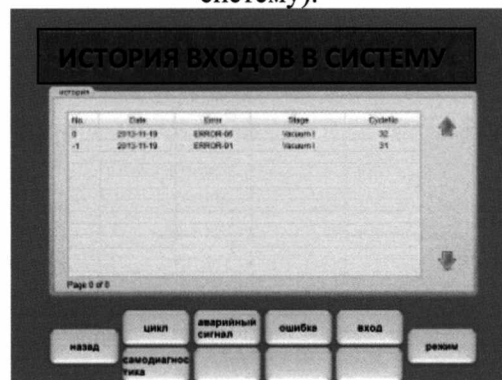 систему).
ИСТОРИЯ ВХОДОВ В СИСТЕМУ
история
No. Date Error Stage CycleNo
0 2013-11-19 ERROR-06 Vacuum I 32
-1 2013-11-19 ERROR-01 Vacuum I 31
Page 0 of 0
цикл аварийный сигнал ошибка вход
назад режим
самодиагностика